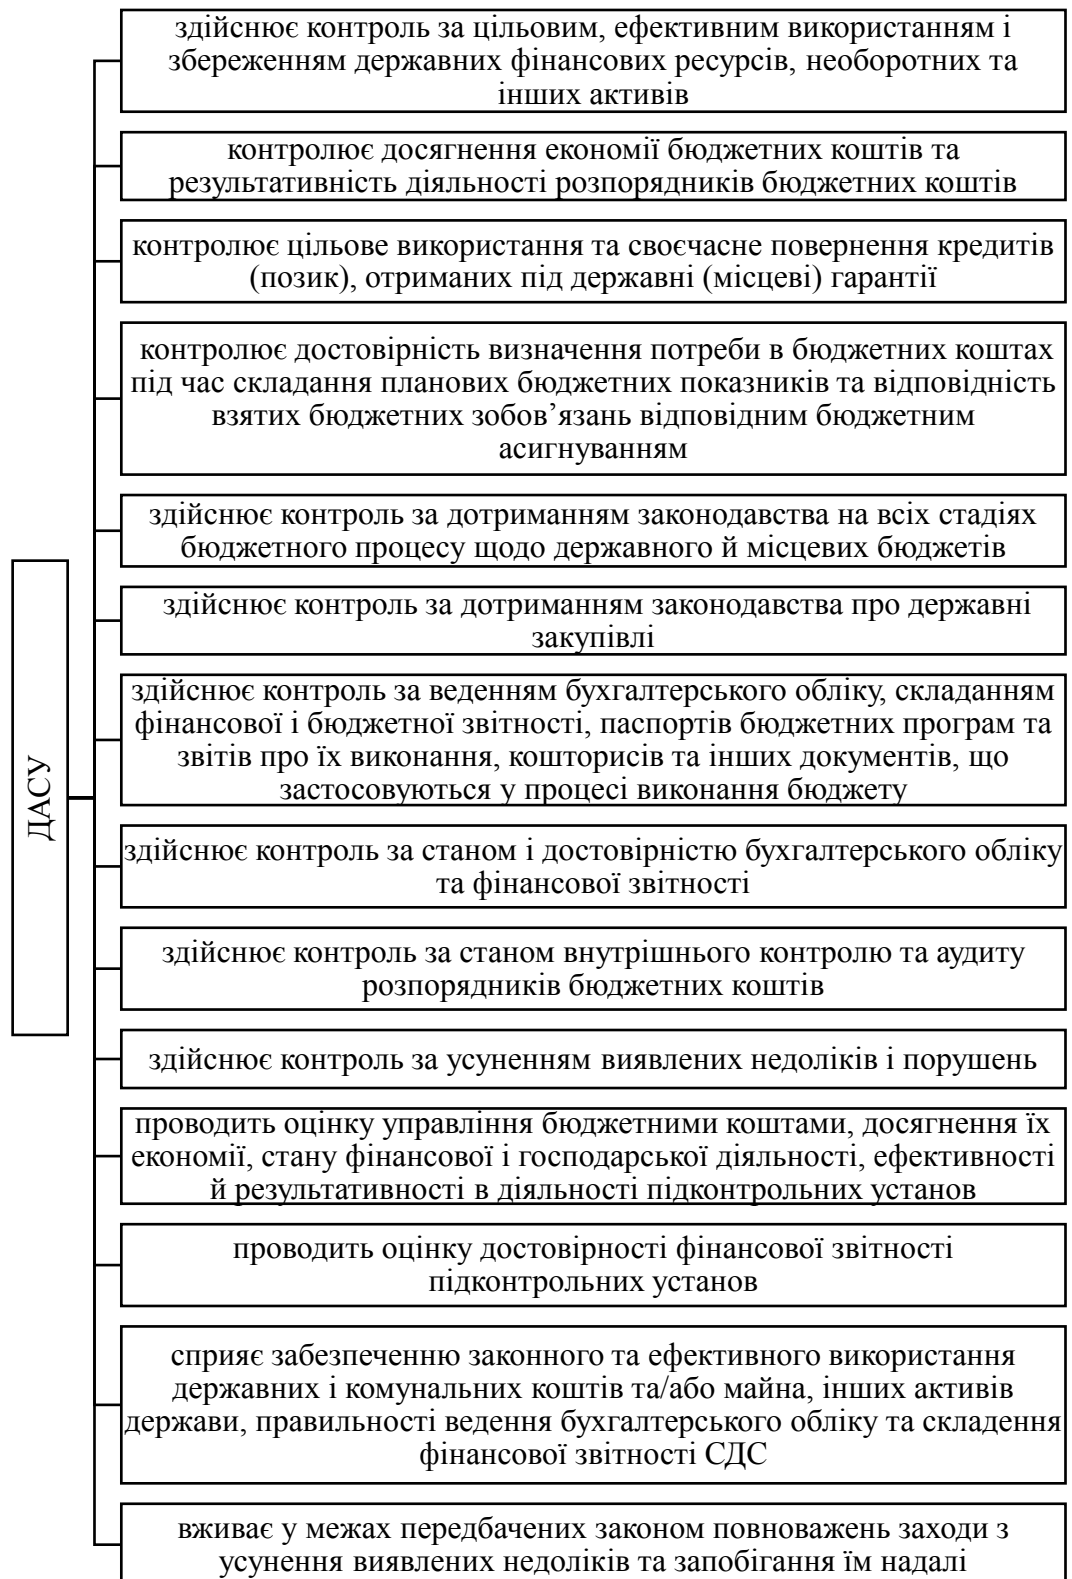 здійснює контроль за цільовим, ефективним використанням і
збереженням державних фінансових ресурсів, необоротних та
інших активів
контролює досягнення економії бюджетних коштів та
результативність діяльності розпорядників бюджетних коштів
контролює цільове використання та своєчасне повернення кредитів
(позик), отриманих під державні (місцеві) гарантії
контролює достовірність визначення потреби в бюджетних коштах
під час складання планових бюджетних показників та відповідність
взятих бюджетних зобов’язань відповідним бюджетним
асигнуванням
здійснює контроль за дотриманням законодавства на всіх стадіях
бюджетного процесу щодо державного й місцевих бюджетів
здійснює контроль за дотриманням законодавства про державні
закупівлі
здійснює контроль за веденням бухгалтерського обліку, складанням
фінансової і бюджетної звітності, паспортів бюджетних програм та
звітів про їх виконання, кошторисів та інших документів, що
застосовуються у процесі виконання бюджету
ДАСУ
здійснює контроль за станом і достовірністю бухгалтерського обліку
та фінансової звітності
здійснює контроль за станом внутрішнього контролю та аудиту
розпорядників бюджетних коштів
здійснює контроль за усуненням виявлених недоліків і порушень
проводить оцінку управління бюджетними коштами, досягнення їх
економії, стану фінансової і господарської діяльності, ефективності
й результативності в діяльності підконтрольних установ
проводить оцінку достовірності фінансової звітності
підконтрольних установ
сприяє забезпеченню законного та ефективного використання
державних і комунальних коштів та/або майна, інших активів
держави, правильності ведення бухгалтерського обліку та складення
фінансової звітності СДС
вживає у межах передбачених законом повноважень заходи з
усунення виявлених недоліків та запобігання їм надалі